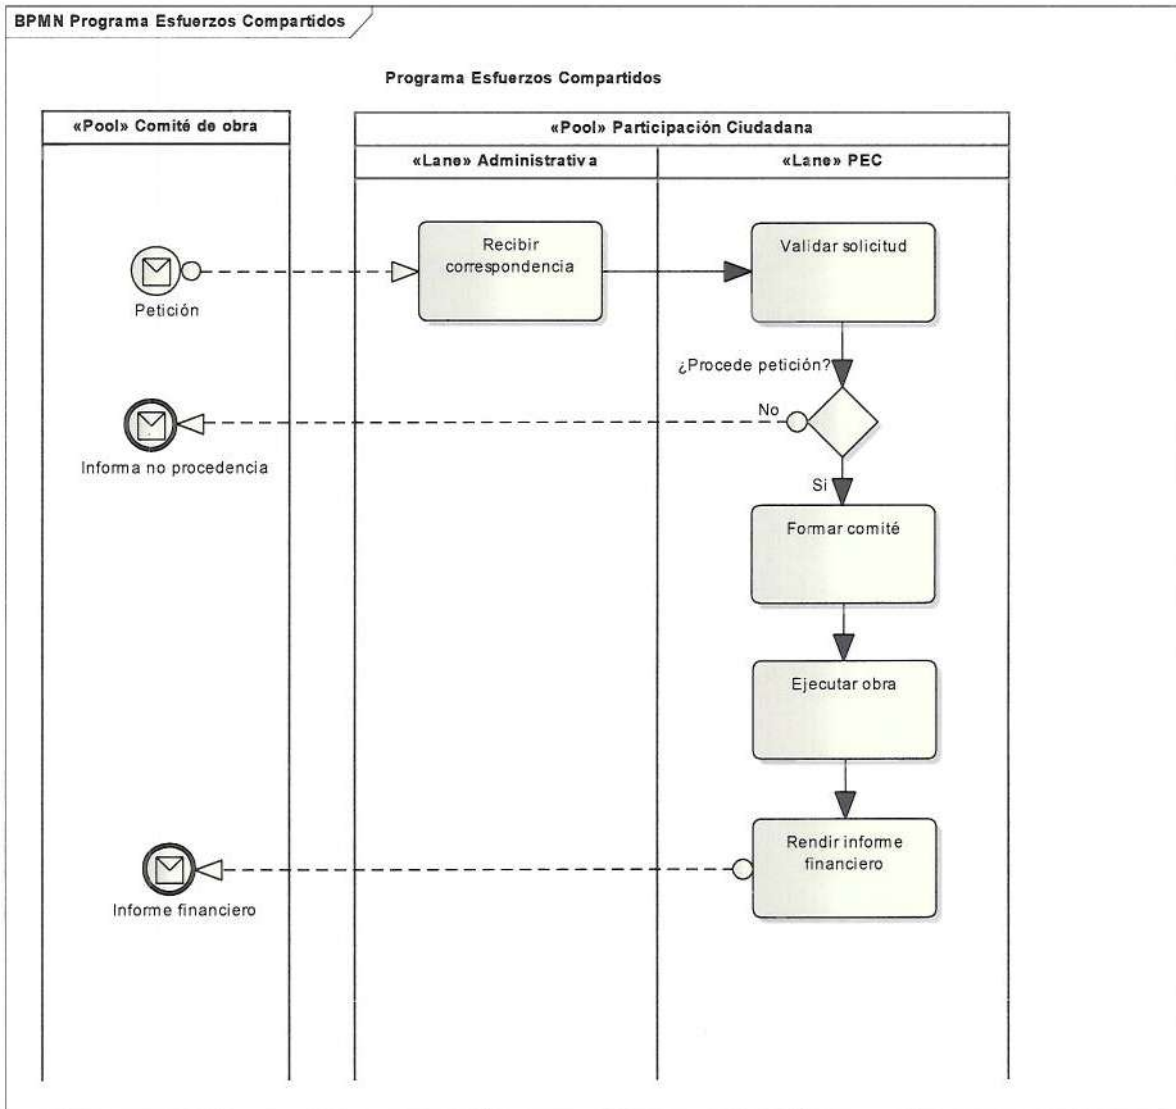 BPMN Programa Esfuerzos Compartidos
Programa Esfuerzos Compartidos
«Pool» Comité de obra
«Pool» Participación Ciudadana
«Lane» Administrativa
«Lane» PEC
Recibir
correspondencia
Validar solicitud
Petición
¿Procede petición?
No
Informa no procedencia
Si
Formar comité
Ejecutar obra
Rendir informe
financiero
Informe financiero